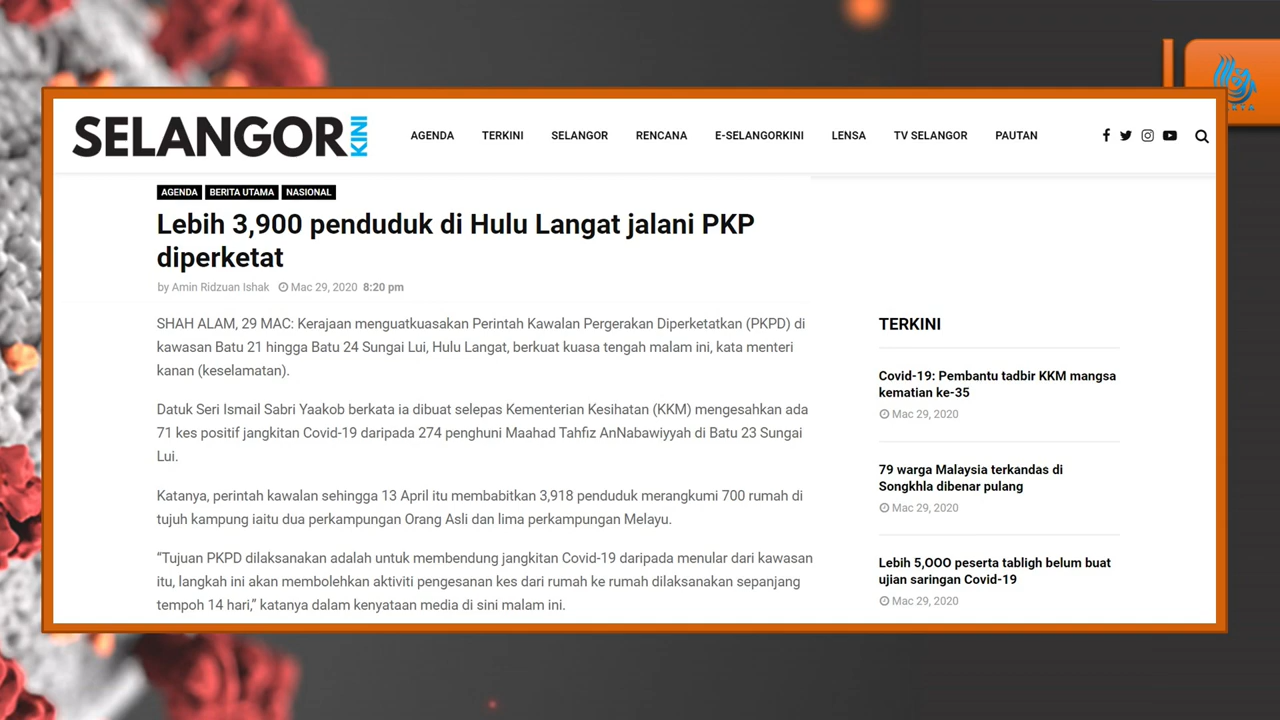 SELANGOR KINI
AGENDA TERKINI SELANGOR RENCANA E-SELANGORKINI LENSA TV SELANGOR PAUTAN
AGENDA BERITA UTAMA NASIONAL
Lebih 3,900 penduduk di Hulu Langat jalani PKP
diperketat
by Amin Ridzuan Ishak Mac 29, 2020 8:20 pm
SHAH ALAM, 29 MAC: Kerajaan menguatkuasakan Perintah Kawalan Pergerakan Diperketatkan (PKPD) di
kawasan Batu 21 hingga Batu 24 Sungai Lui, Hulu Langat, berkuat kuasa tengah malam ini, kata menteri
kanan (keselamatan).
Datuk Seri Ismail Sabri Yaakob berkata ia dibuat selepas Kementerian Kesihatan (KKM) mengesahkan ada
71 kes positif jangkitan Covid-19 daripada 274 penghuni Maahad Tahfiz AnNabawiyyah di Batu 23 Sungai
Lui.
Katanya, perintah kawalan sehingga 13 April itu membabitkan 3,918 penduduk merangkumi 700 rumah di
tujuh kampung iaitu dua perkampungan Orang Asli dan lima perkampungan Melayu.
“Tujuan PKPD dilaksanakan adalah untuk membendung jangkitan Covid-19 daripada menular dari kawasan
itu, langkah ini akan membolehkan aktiviti pengesanan kes dari rumah ke rumah dilaksanakan sepanjang
tempoh 14 hari,” katanya dalam kenyataan media di sini malam ini.
TERKINI
Covid-19: Pembantu tadbir KKM mangsa
kematian ke-35
Mac 29, 2020
79 warga Malaysia terkandas di
Songkhla dibenar pulang
Mac 29, 2020
Lebih 5,OOO peserta tabligh belum buat
ujian saringan Covid-19
Mac 29, 2020